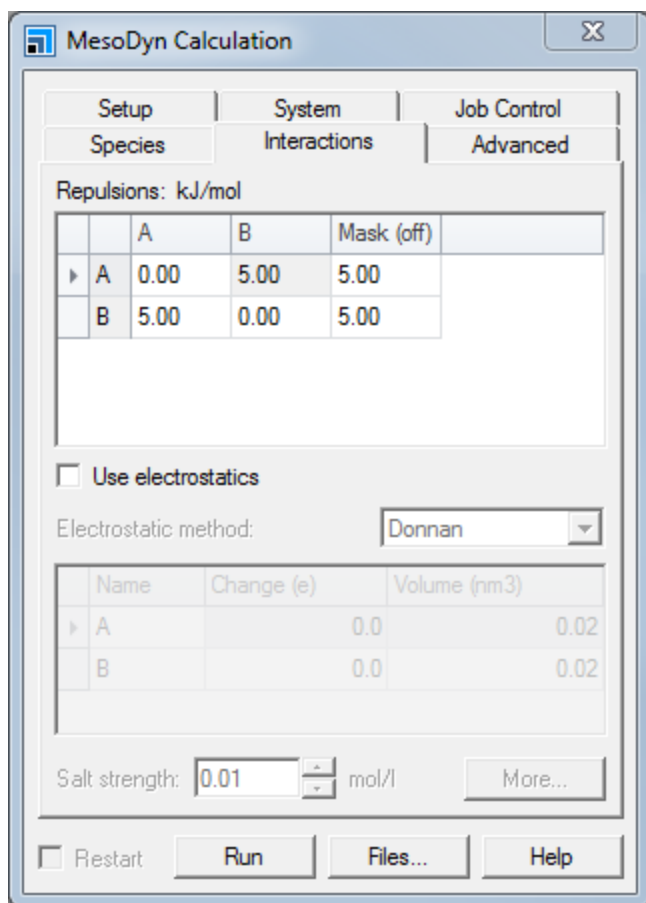 MesoDyn Calculation
Setup System Job Control
Species Interactions Advanced
Repulsions: kJ/mol
A B Mask (off)
A 0.00 5.00 5.00
B 5.00 0.00 5.00
Use electrostatics
Electrostatic method: Donnan
Name Change (e) Volume (nm3)
A 0.0 0.02
B 0.0 0.02
Salt strength: 0.01 mol/l More...
Restart Run Files... Help